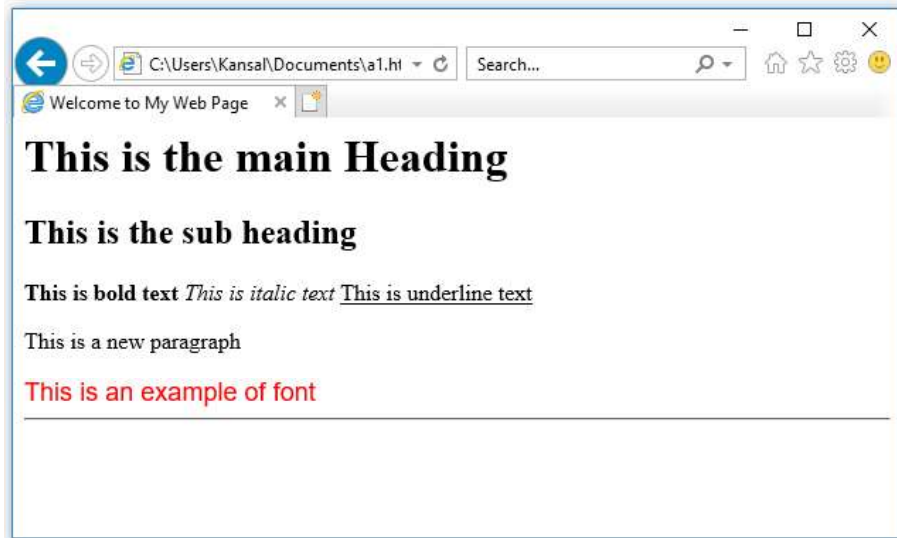 C:\Users\Kansal\Documents\a1.ht
Search...
Welcome to My Web Page
This is the main Heading
This is the sub heading
This is bold text This is italic text This is underline text
This is a new paragraph
This is an example of font